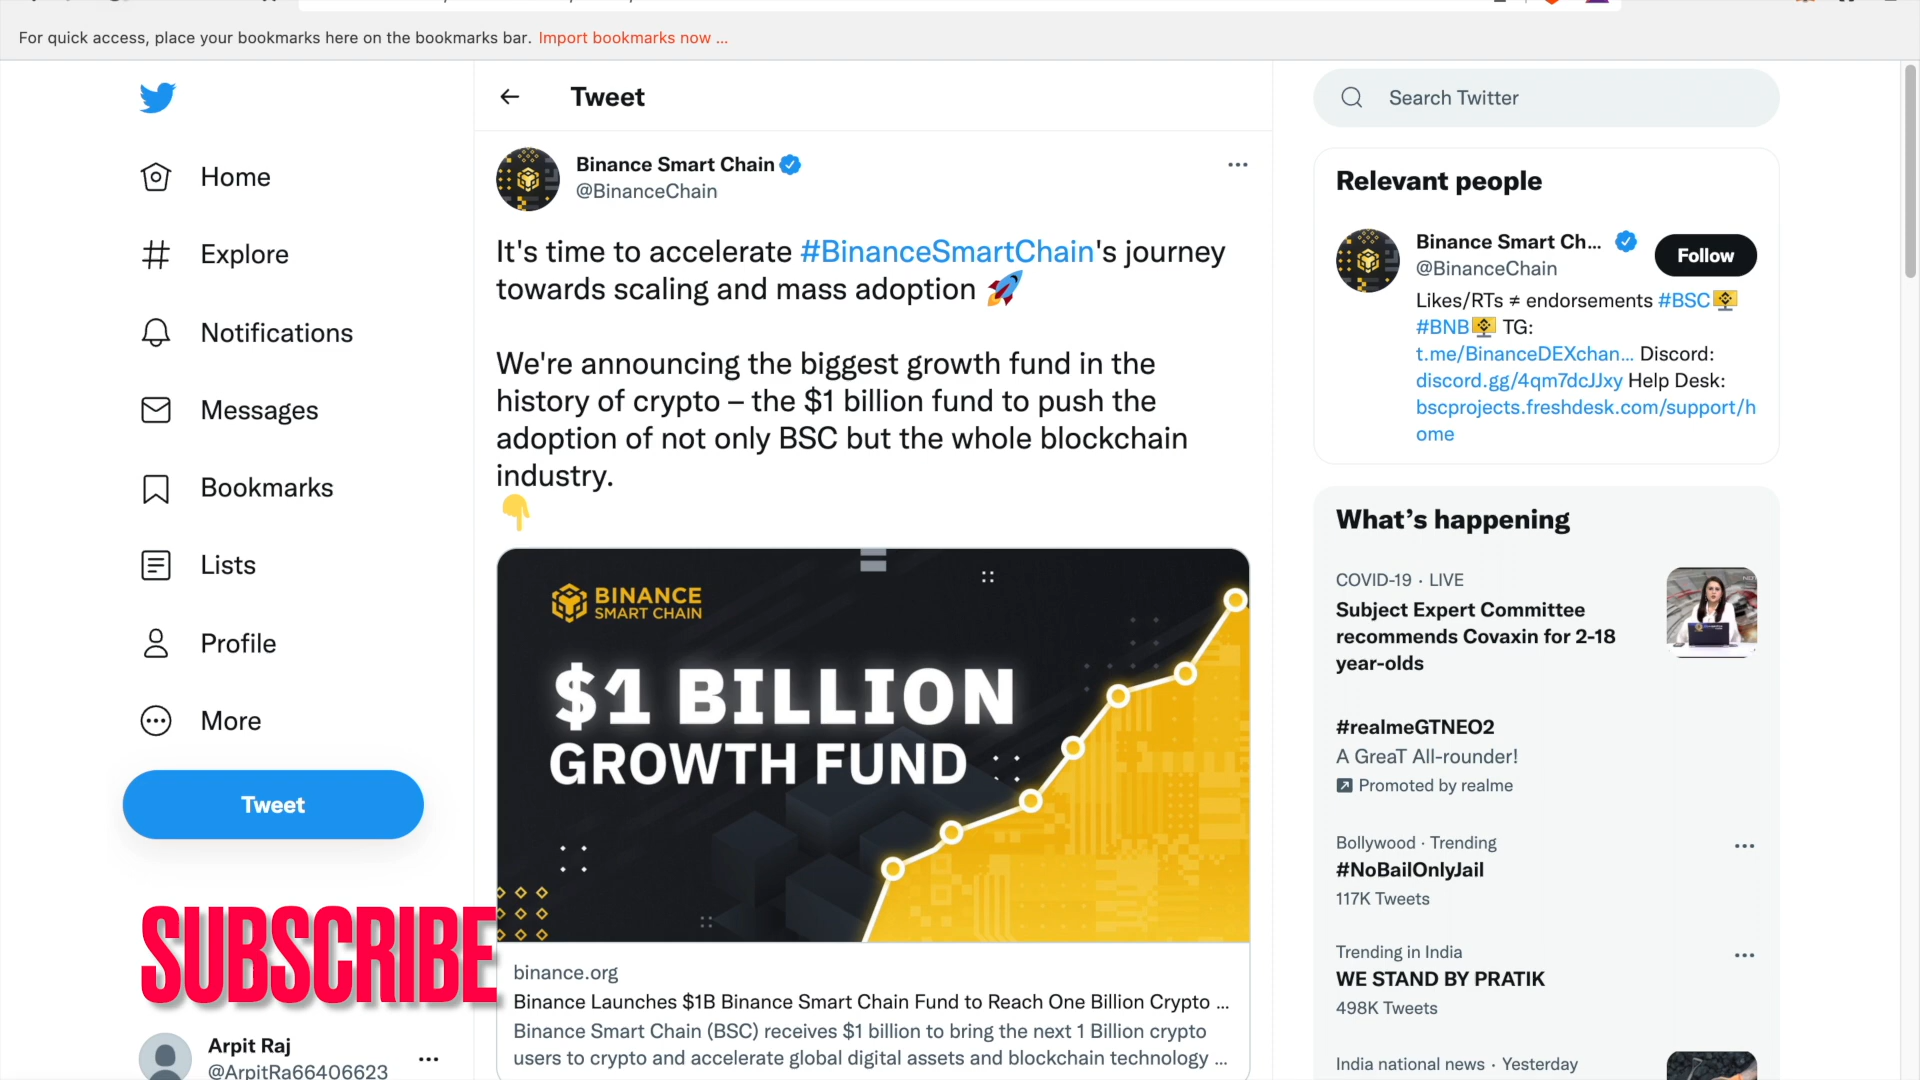 For quick access, place your bookmarks here on the bookmarks bar. Import bookmarks now ...
Home
Explore
Notifications
Messages
Bookmarks
Lists
Profile
More
Tweet
SUBSCRIBE
Arpit Raj
@ArpitRa66406623
Tweet
Binance Smart Chain
@BinanceChain
It's time to accelerate #BinanceSmartChain's journey
towards scaling and mass adoption 🚀
We're announcing the biggest growth fund in the
history of crypto – the $1 billion fund to push the
adoption of not only BSC but the whole blockchain
industry.
👇
BINANCE
SMART CHAIN
$1 BILLION
GROWTH FUND
binance.org
Binance Launches $1B Binance Smart Chain Fund to Reach One Billion Crypto ...
Binance Smart Chain (BSC) receives $1 billion to bring the next 1 Billion crypto
users to crypto and accelerate global digital assets and blockchain technology ...
Search Twitter
Relevant people
Binance Smart Ch...
@BinanceChain
Follow
Likes/RTs ≠ endorsements #BSC
#BNB TG:
t.me/BinanceDEXchan... Discord:
discord.gg/4qm7dcJJxy Help Desk:
bscprojects.freshdesk.com/support/h
ome
What's happening
COVID-19 · LIVE
Subject Expert Committee
recommends Covaxin for 2-18
year-olds
#realmeGTNEO2
A GreaT All-rounder!
Promoted by realme
Bollywood · Trending
#NoBailOnlyJail
117K Tweets
Trending in India
WE STAND BY PRATIK
498K Tweets
India national news · Yesterday